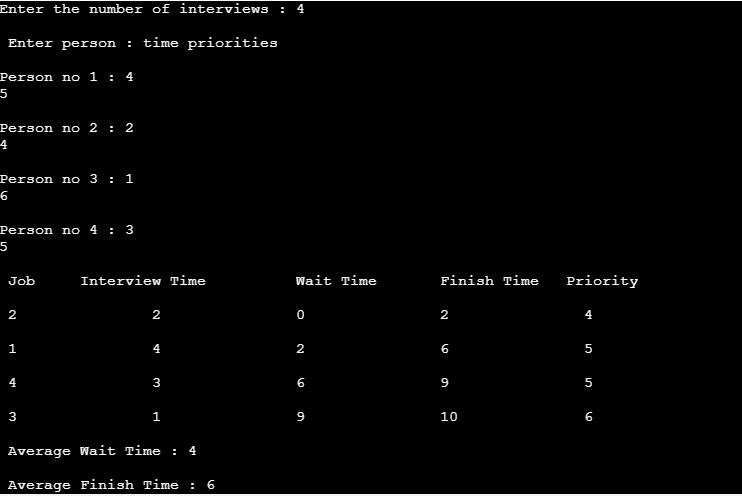 Enter the number of interviews : 4
Enter person : time priorities
Person no 1 : 4
5
Person no 2 : 2
4
Person no 3 : 1
6
Person no 4 : 3
5
Job Interview Time Wait Time Finish Time Priority
2 2 0 2 4
1 4 2 6 5
4 3 6 9 5
3 1 9 10 6
Average Wait Time : 4
Average Finish Time : 6